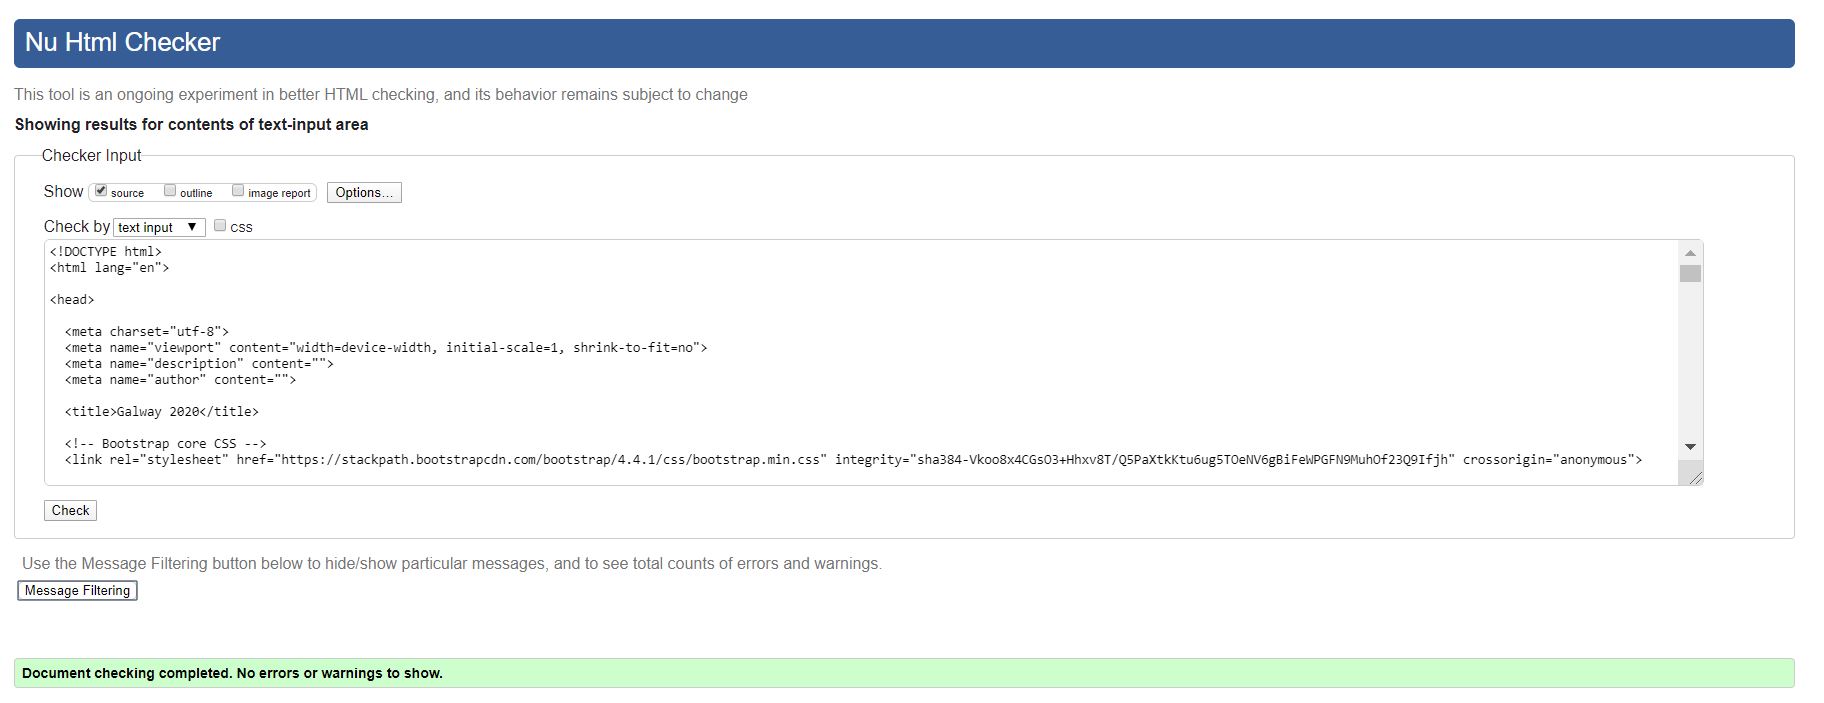 Nu Html Checker
This tool is an ongoing experiment in better HTML checking, and its behavior remains subject to change
Showing results for contents of text-input area
Checker Input
Show source outline image report Options...
Check by text input CSS
<!DOCTYPE html>
<html lang="en">
<head>
<meta charset="utf-8">
<meta name="viewport" content="width=device-width, initial-scale=1, shrink-to-fit=no">
<meta name="description" content="">
<meta name="author" content="">
<title>Galway 2020</title>
<!-- Bootstrap core CSS -->
<link rel="stylesheet" href="https://stackpath.bootstrapcdn.com/bootstrap/4.4.1/css/bootstrap.min.css" integrity="sha384-Vkoo8x4CGsO3+Hhxv8T/Q5PaXtkKtu6ug5TOeNV6gBiFeWPGFN9MuhOf23Q9Ifjh" crossorigin="anonymous">
Check
Use the Message Filtering button below to hide/show particular messages, and to see total counts of errors and warnings.
Message Filtering
Document checking completed. No errors or warnings to show.